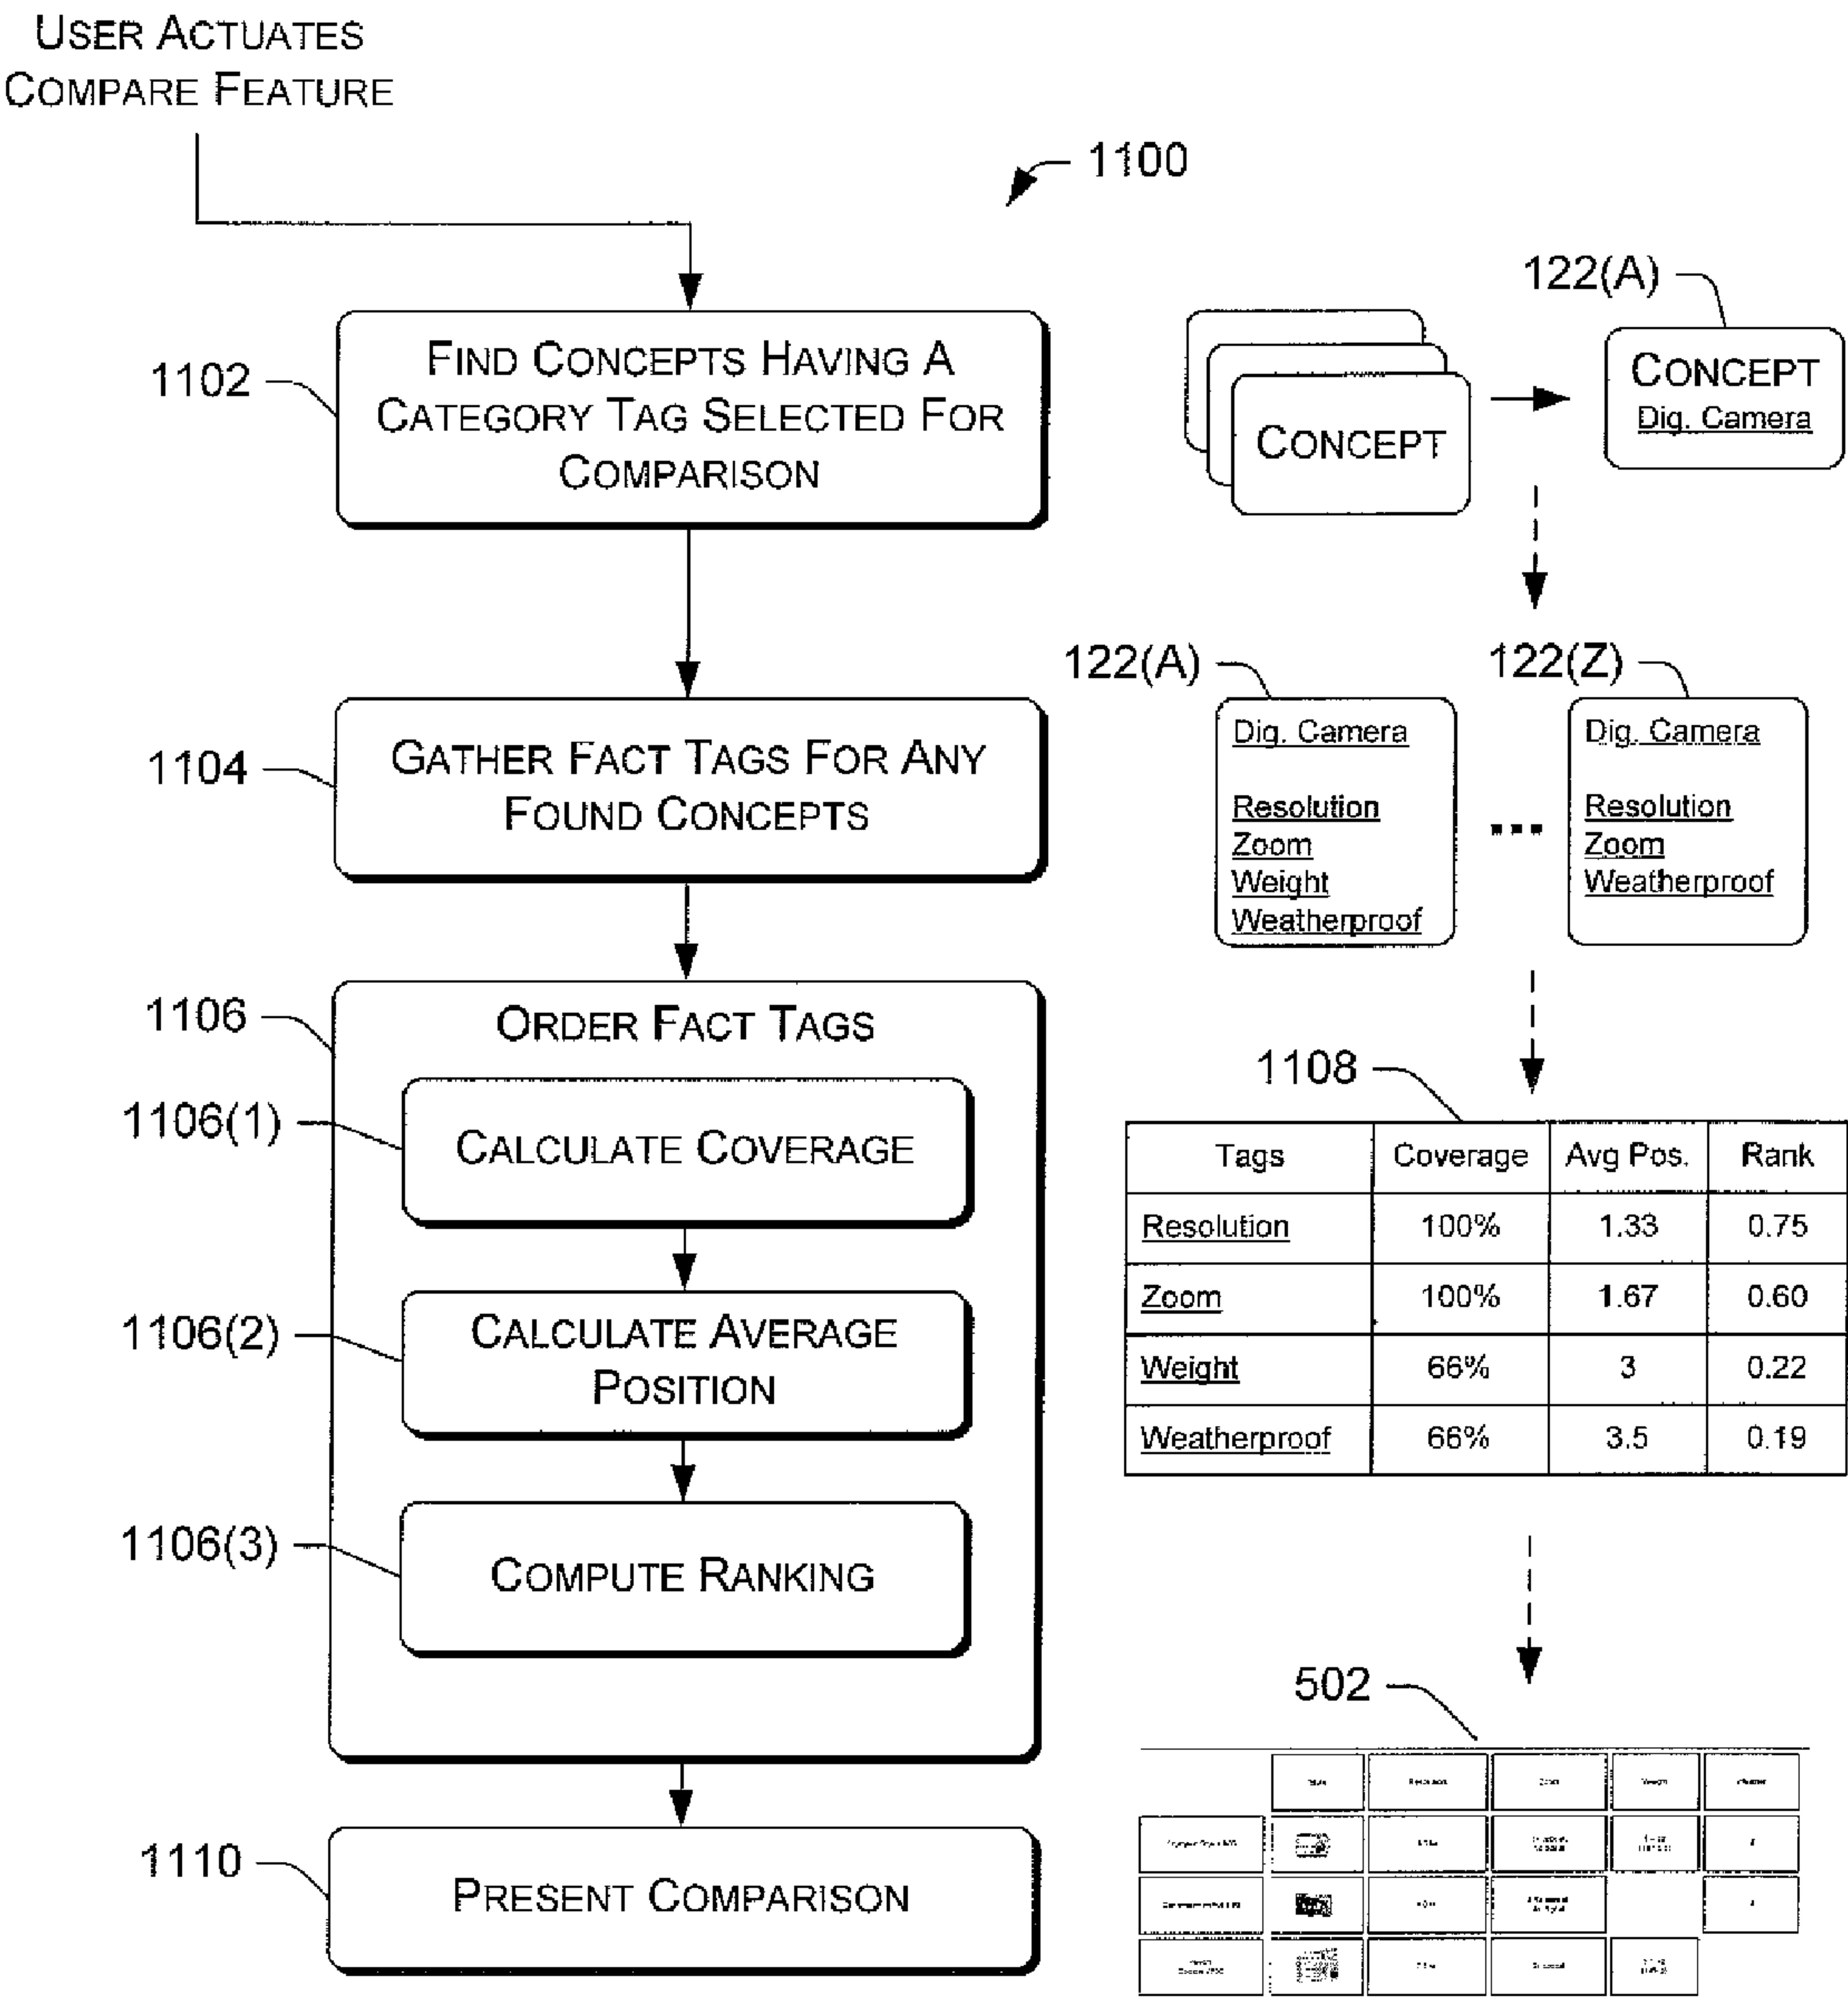 USER ACTUATES
COMPARE FEATURE
1100
1102
FIND CONCEPTS HAVING A
CATEGORY TAG SELECTED FOR
COMPARISON
CONCEPT
122(A)
CONCEPT
Dig. Camera
1104
GATHER FACT TAGS FOR ANY
FOUND CONCEPTS
122(A)
Dig. Camera
Resolution
Zoom
Weight
Weatherproof
...
122(Z)
Dig. Camera
Resolution
Zoom
Weatherproof
1106
ORDER FACT TAGS
1106(1)
CALCULATE COVERAGE
1106(2)
CALCULATE AVERAGE
POSITION
1106(3)
COMPUTE RANKING
1108
Tags Coverage Avg Pos. Rank
Resolution 100% 1.33 0.75
Zoom 100% 1.67 0.60
Weight 66% 3 0.22
Weatherproof 66% 3.5 0.19
1110
PRESENT COMPARISON
502
Resolution Zoom Weight